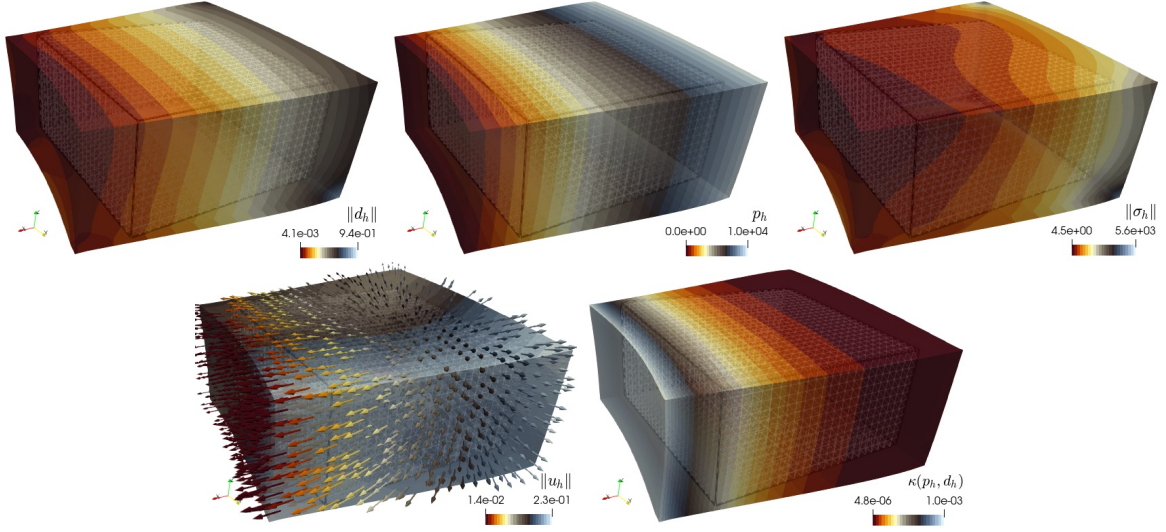 ‖d_h‖
4.1e-03 9.4e-01
p_h
0.0e+00 1.0e+04
‖σ_h‖
4.5e+00 5.6e+03
‖u_h‖
1.4e-02 2.3e-01
κ(p_h, d_h)
4.8e-06 1.0e-03